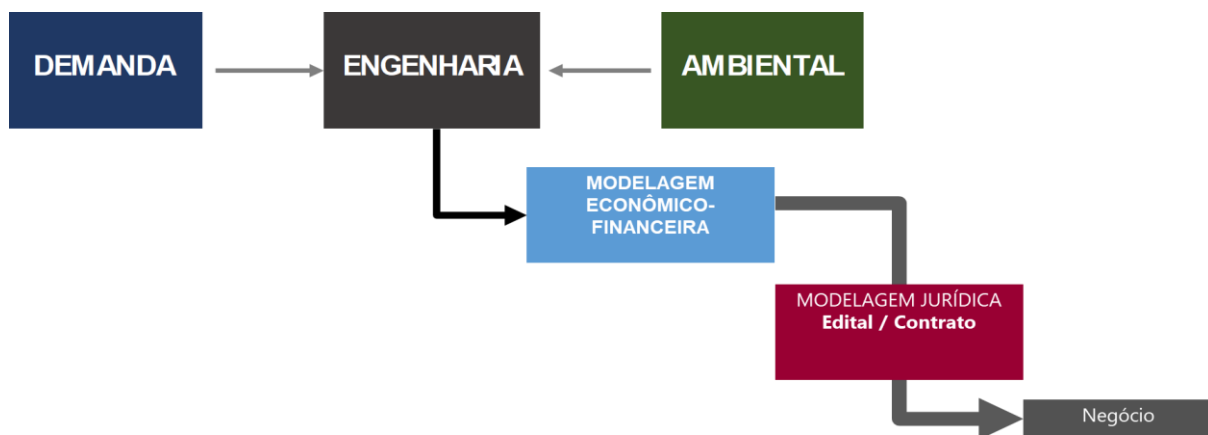 DEMANDA
ENGENHARIA
AMBIENTAL
MODELAGEM
ECONÔMICO-
FINANCEIRA
MODELAGEM JURÍDICA
Edital / Contrato
Negócio